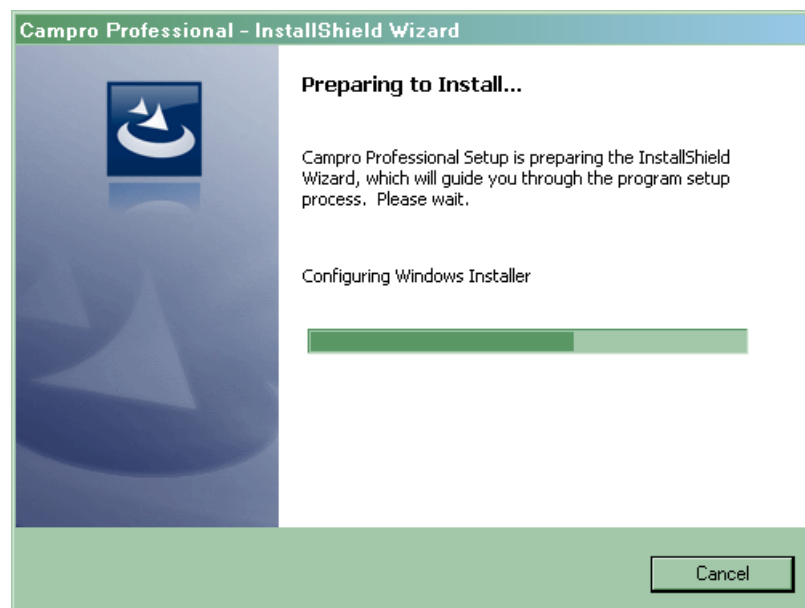 Campro Professional - InstallShield Wizard
Preparing to Install...
Campro Professional Setup is preparing the InstallShield
Wizard, which will guide you through the program setup
process. Please wait.
Configuring Windows Installer
Cancel